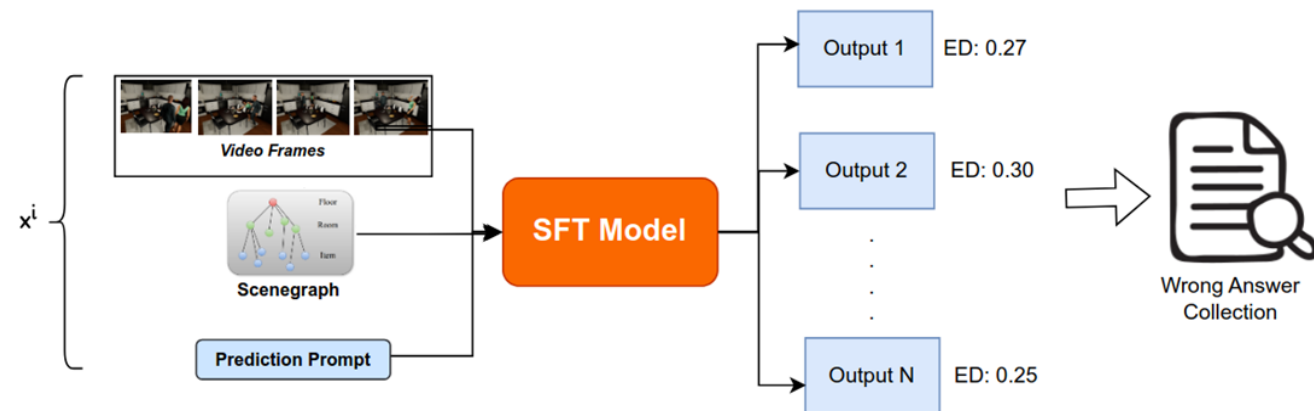 xⁱ
Video Frames
Floor
Room
Item
Scenegraph
Prediction Prompt
SFT Model
Output 1
ED: 0.27
Output 2
ED: 0.30
Output N
ED: 0.25
Wrong Answer
Collection